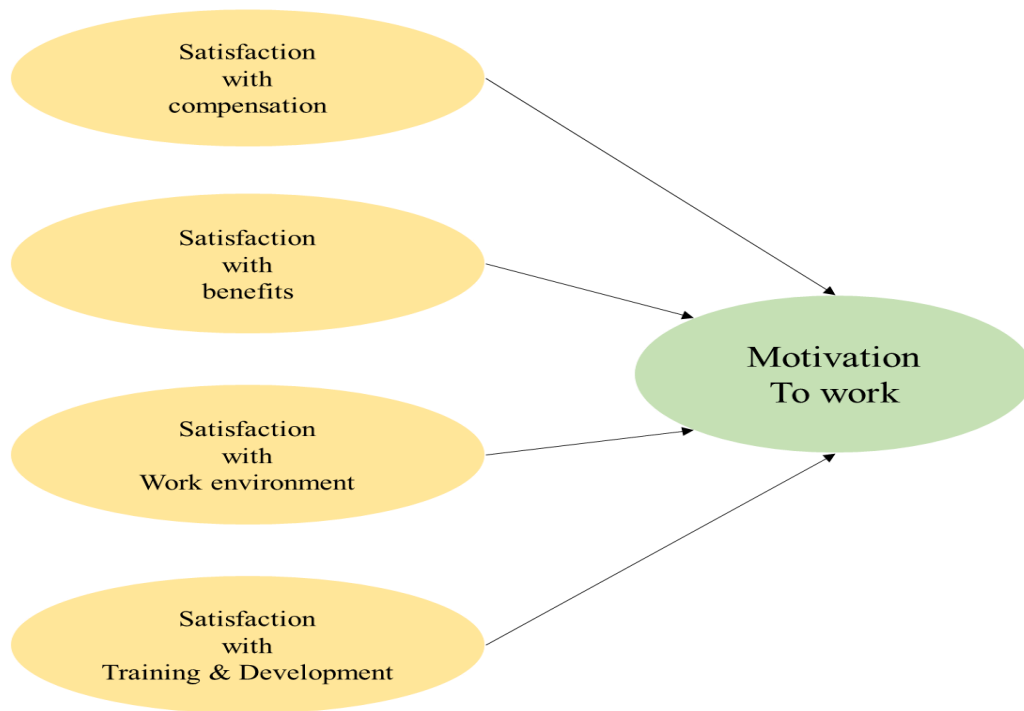 Satisfaction
with
compensation
Satisfaction
with
benefits
Motivation
To work
Satisfaction
with
Work environment
Satisfaction
with
Training & Development